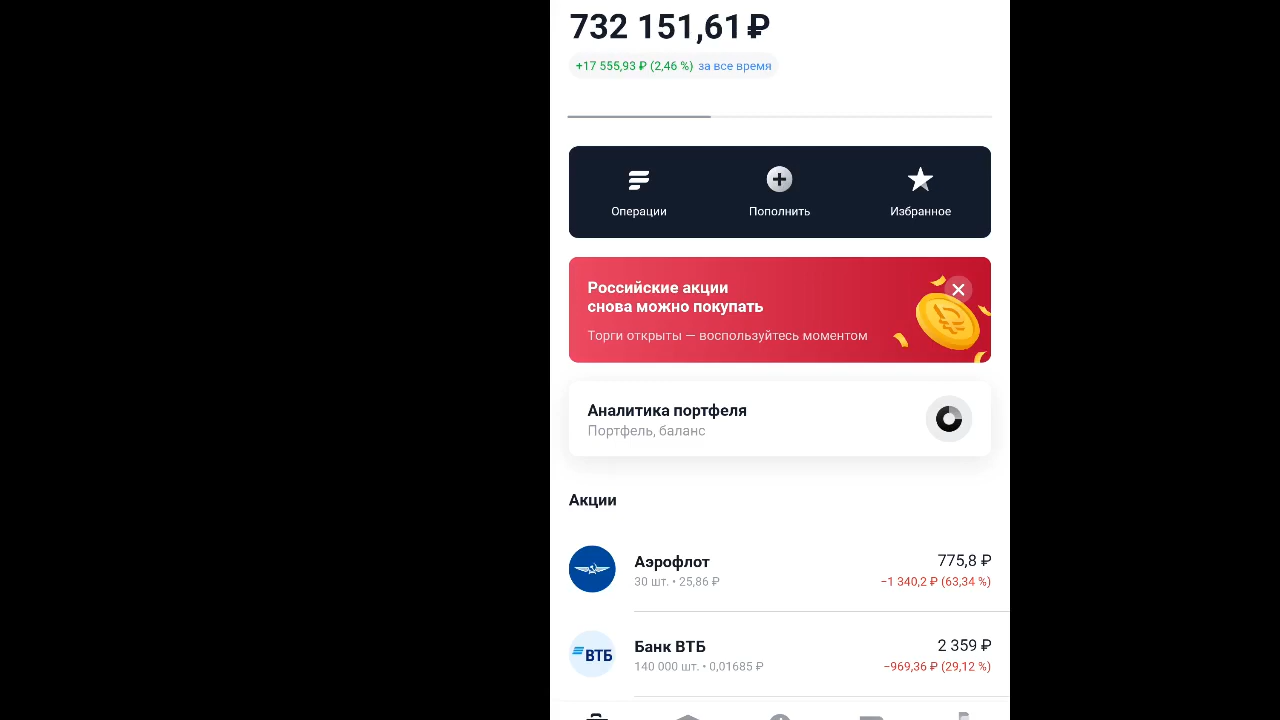 732 151,61 ₽
+17 555,93 ₽ (2,46 %) за все время
Операции
Пополнить
Избранное
Российские акции
снова можно покупать
Торги открыты — воспользуйтесь моментом
Аналитика портфеля
Портфель, баланс
Акции
Аэрофлот
775,8 ₽
30 шт. • 25,86 ₽
−1 340,2 ₽ (63,34 %)
ВТБ
Банк ВТБ
2 359 ₽
140 000 шт. • 0,01685 ₽
−969,36 ₽ (29,12 %)